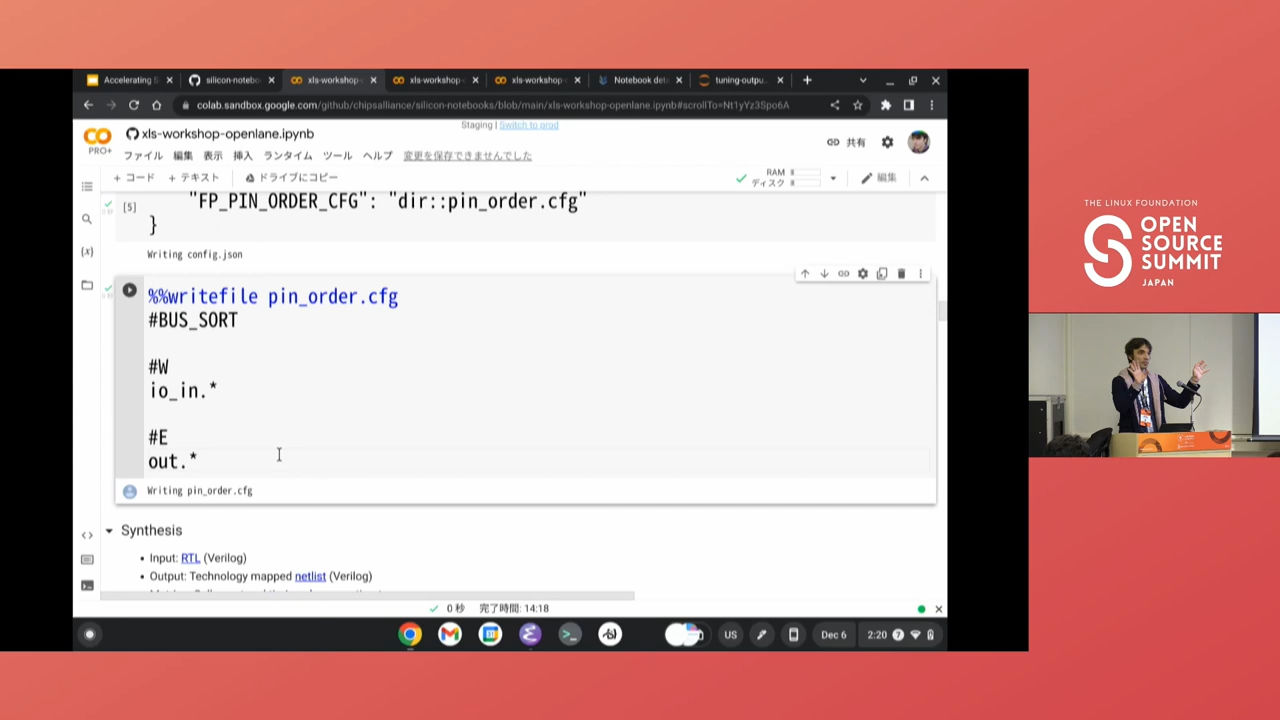 Accelerating S
silicon-notebo
xls-workshop-
xls-workshop-
xls-workshop-
Notebook deta
tuning-outpu
colab.sandbox.google.com/github/chipsalliance/silicon-notebooks/blob/main/xls-workshop-openlane.ipynb#scrollTo=Nt1yYz3Spo6A
Staging | Switch to prod
xls-workshop-openlane.ipynb
PRO+
共有
ファイル 編集 表示 挿入 ランタイム ツール ヘルプ 変更を保存できませんでした
+ コード + テキスト ドライブにコピー
RAM
ディスク
編集
[5]
"FP_PIN_ORDER_CFG": "dir::pin_order.cfg"
}
Writing config.json
%%writefile pin_order.cfg
#BUS_SORT
#W
io_in.*
#E
out.*
Writing pin_order.cfg
Synthesis
• Input: RTL (Verilog)
• Output: Technology mapped netlist (Verilog)
0 秒 完了時間: 14:18
US
Dec 6
2:20
THE LINUX FOUNDATION
OPEN
SOURCE
SUMMIT
JAPAN